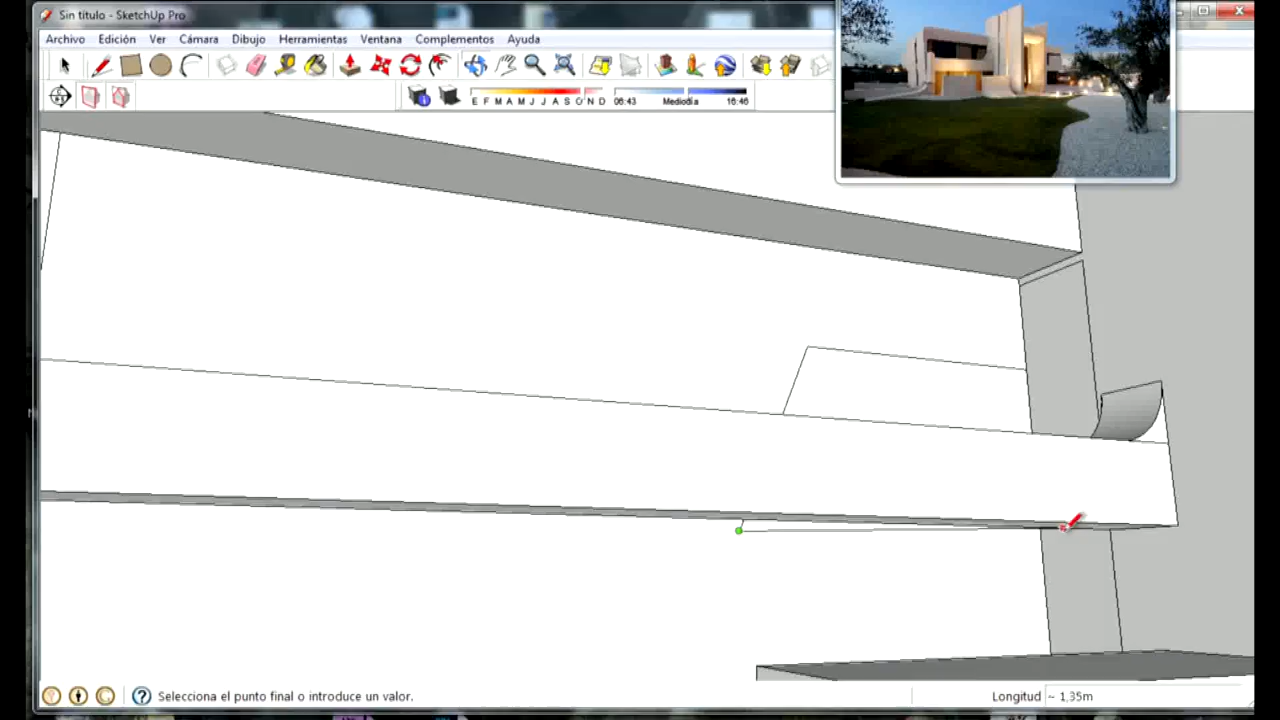 Sin título - SketchUp Pro
Archivo Edición Ver Cámara Dibujo Herramientas Ventana Complementos Ayuda
E F M A M J J A S O N D 06:43 Mediodía 16:46
Selecciona el punto final o introduce un valor. Longitud ~ 1,35m